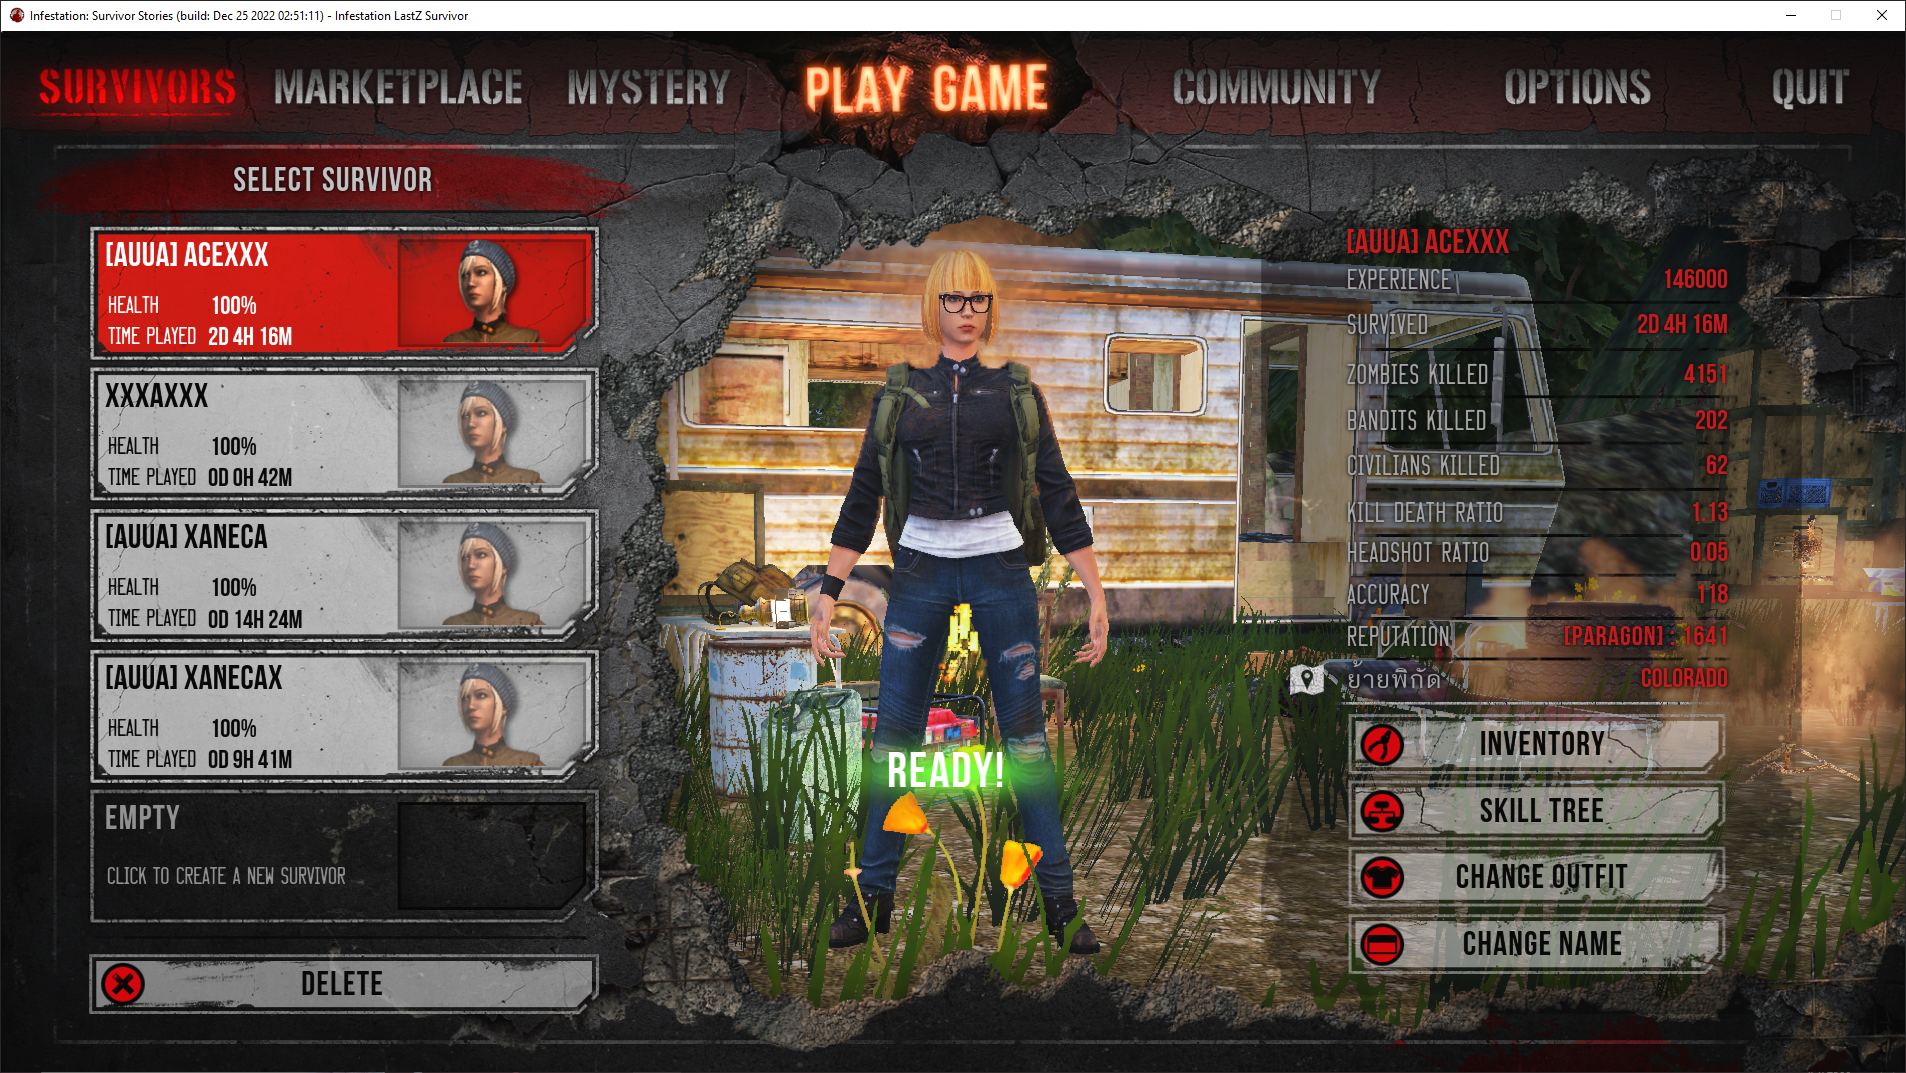 Infestation: Survivor Stories (build: Dec 25 2022 02:51:11) - Infestation LastZ Survivor
SURVIVORS MARKETPLACE MYSTERY PLAY GAME COMMUNITY OPTIONS QUIT
SELECT SURVIVOR
[AUUA] ACEXXX
HEALTH 100%
TIME PLAYED 2D 4H 16M
XXXAXXX
HEALTH 100%
TIME PLAYED 0D 0H 42M
[AUUA] XANECA
HEALTH 100%
TIME PLAYED 0D 14H 24M
[AUUA] XANECAX
HEALTH 100%
TIME PLAYED 0D 9H 41M
EMPTY
CLICK TO CREATE A NEW SURVIVOR
DELETE
READY!
[AUUA] ACEXXX
EXPERIENCE 146000
SURVIVED 2D 4H 16M
ZOMBIES KILLED 4151
BANDITS KILLED 202
CIVILIANS KILLED 62
KILL DEATH RATIO 1.13
HEADSHOT RATIO 0.05
ACCURACY 118
REPUTATION [PARAGON] : 1641
ย้ายพิกัด COLORADO
INVENTORY
SKILL TREE
CHANGE OUTFIT
CHANGE NAME